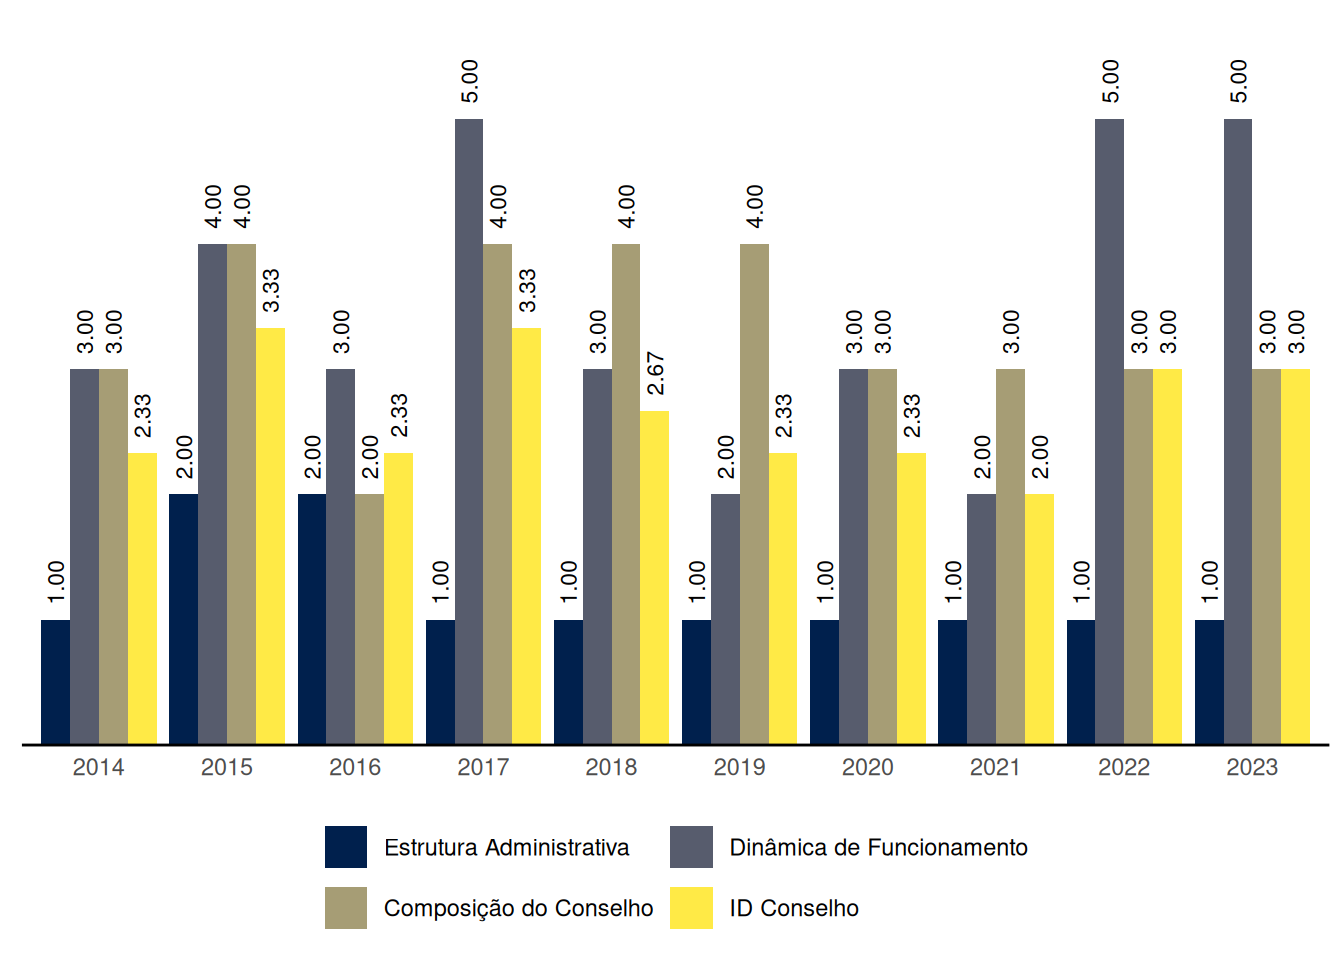 1.00 3.00 3.00 2.33
2.00 4.00 4.00 3.33
2.00 3.00 2.00 2.33
1.00 5.00 4.00 3.33
1.00 3.00 4.00 2.67
1.00 2.00 4.00 2.33
1.00 3.00 3.00 2.33
1.00 2.00 3.00 2.00
1.00 5.00 3.00 3.00
1.00 5.00 3.00 3.00
2014 2015 2016 2017 2018 2019 2020 2021 2022 2023
Estrutura Administrativa Dinâmica de Funcionamento
Composição do Conselho ID Conselho